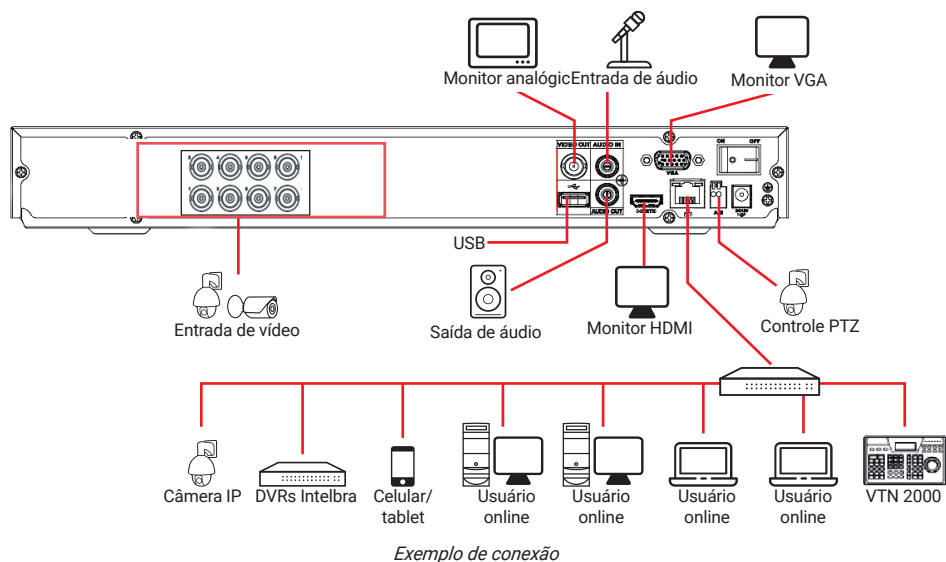 Monitor analógic
Entrada de áudio
Monitor VGA
VIDEO OUT
AUDIO IN
ON
OFF
VGA
AUDIO OUT
USB
Entrada de vídeo
Saída de áudio
Monitor HDMI
Controle PTZ
Câmera IP
DVRs Intelbra
Celular/
tablet
Usuário
online
Usuário
online
Usuário
online
Usuário
online
VTN 2000
Exemplo de conexão